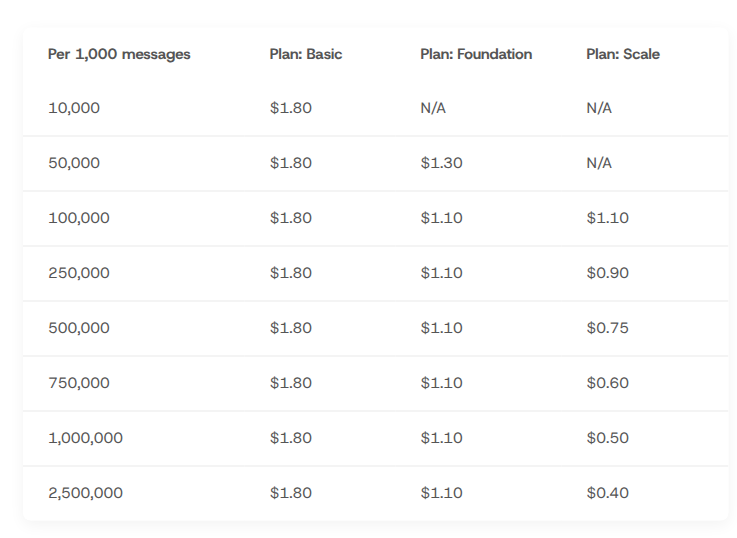 Per 1,000 messages Plan: Basic Plan: Foundation Plan: Scale
10,000 $1.80 N/A N/A
50,000 $1.80 $1.30 N/A
100,000 $1.80 $1.10 $1.10
250,000 $1.80 $1.10 $0.90
500,000 $1.80 $1.10 $0.75
750,000 $1.80 $1.10 $0.60
1,000,000 $1.80 $1.10 $0.50
2,500,000 $1.80 $1.10 $0.40